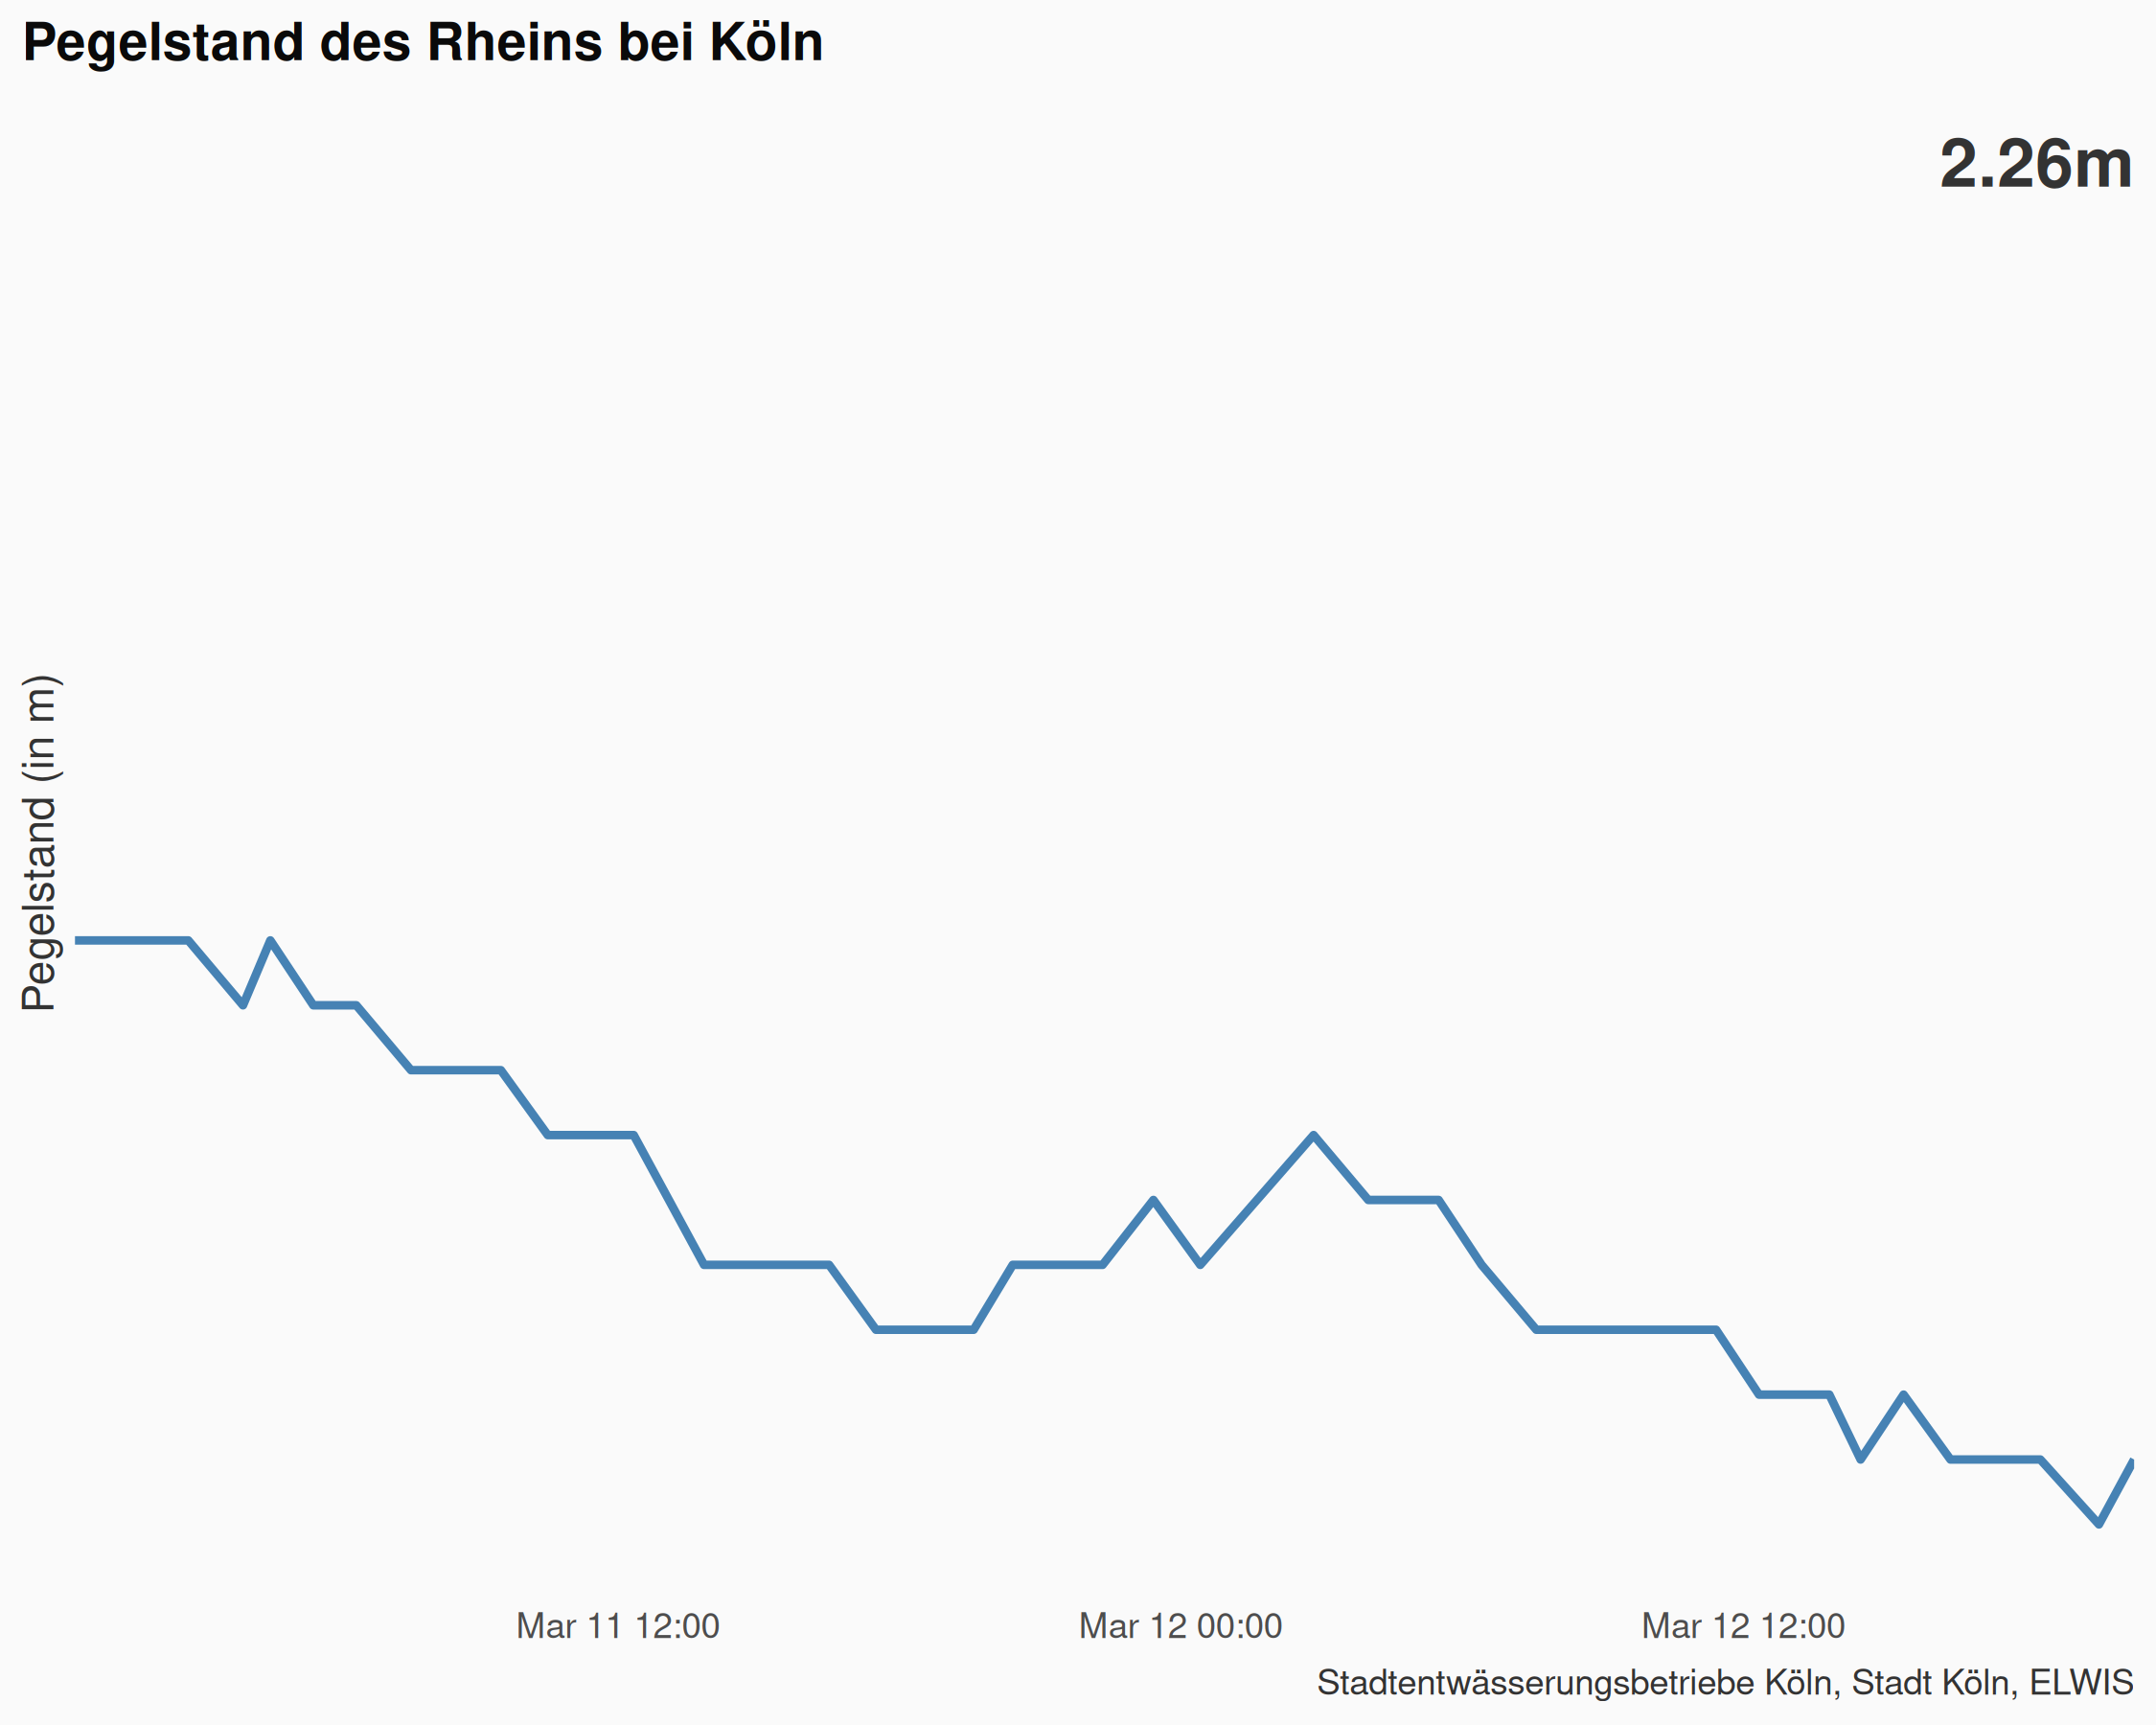 Pegelstand des Rheins bei Köln
2.26m
Pegelstand (in m)
Mar 11 12:00
Mar 12 00:00
Mar 12 12:00
Stadtentwässerungsbetriebe Köln, Stadt Köln, ELWIS